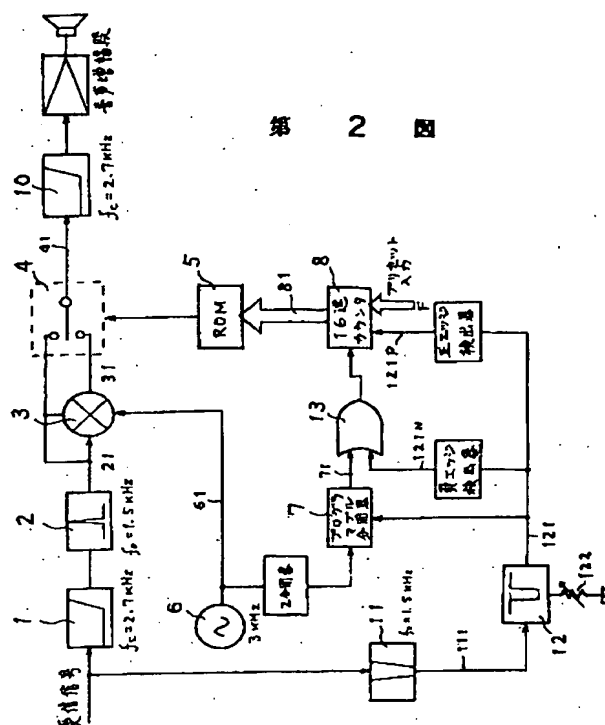 第 2 図
受信信号
1
fc=2.7KHz
2
fo=1.5KHz
21
3
31
4
41
10
fc=2.7KHz
音声増幅段
6
3KHz
61
2分周器
7
プログラ
マブル
分周器
71
13
5
ROM
81
8
16進
カウンタ
プリセット
入力
F
121P
正エッジ
検出器
121N
負エッジ
検出器
121
11
fo=1.5KHz
111
12
122